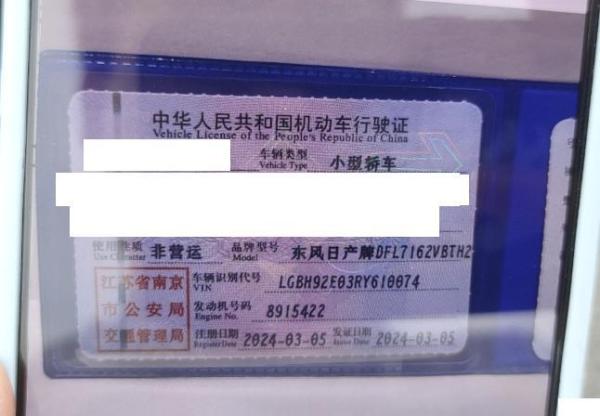 中华人民共和国机动车行驶证
Vehicle License of the People's Republic of China
车辆类型 小型轿车
Vehicle Type
使用性质 非营运 品牌型号 东风日产牌DFL7162VBTH2
Use Character Model
江苏省南京 车辆识别代号 LGBH92E03RY610074
VIN
市公安局 发动机号码 8915422
Engine No.
交通管理局 注册日期 2024-03-05 发证日期 2024-03-05
Register Date Issue Date